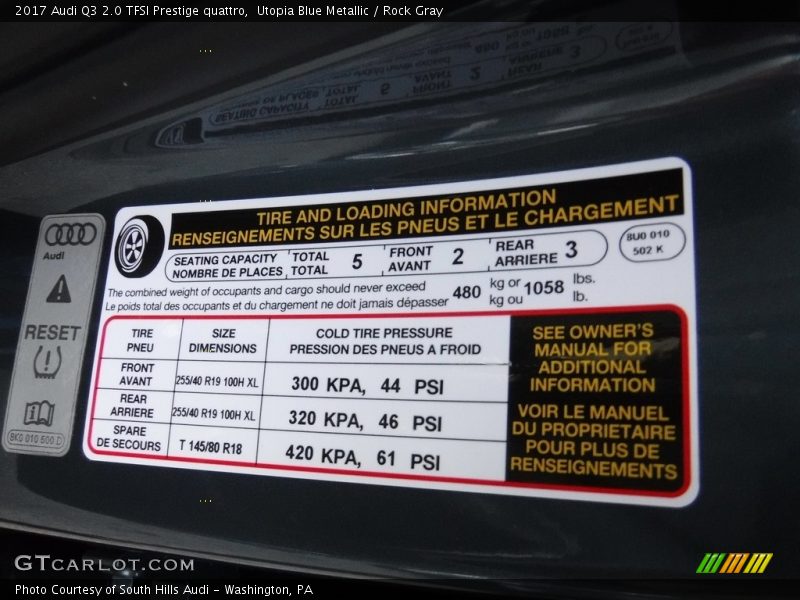 2017 Audi Q3 2.0 TFSI Prestige quattro,  Utopia Blue Metallic / Rock Gray
TIRE AND LOADING INFORMATION
RENSEIGNEMENTS SUR LES PNEUS ET LE CHARGEMENT
SEATING CAPACITY TOTAL 5 FRONT 2 REAR 3
NOMBRE DE PLACES TOTAL AVANT ARRIERE
8U0 010
502 K
The combined weight of occupants and cargo should never exceed 480 kg or 1058 lbs.
Le poids total des occupants et du chargement ne doit jamais dépasser kg ou lb.
TIRE SIZE COLD TIRE PRESSURE
PNEU DIMENSIONS PRESSION DES PNEUS A FROID
FRONT
AVANT 255/40 R19 100H XL 300 KPA, 44 PSI
REAR
ARRIERE 255/40 R19 100H XL 320 KPA, 46 PSI
SPARE
DE SECOURS T 145/80 R18 420 KPA, 61 PSI
SEE OWNER'S
MANUAL FOR
ADDITIONAL
INFORMATION
VOIR LE MANUEL
DU PROPRIETAIRE
POUR PLUS DE
RENSEIGNEMENTS
Audi
RESET
8K0 010 500 D
GTCARLOT.COM
Photo Courtesy of South Hills Audi - Washington, PA